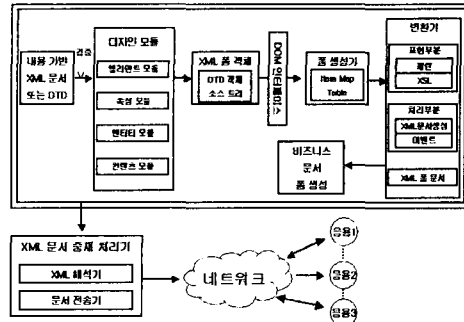 내용 기반
XML 문서
또는 DTD
검증
디자인 모듈
엘리먼트 모듈
속성 모듈
엔티티 모듈
컨텐츠 모듈
XML 폼 객체
DTD 객체
소스 트리
DOM 인터페이스
폼 생성기
Item Map
Table
변환기
표현부분
XSL
처리부분
XML문서생성
이벤트
XML 폼 문서
비즈니스
문서
폼 생성
XML 문서 중재 처리기
XML 해석기
문서 전송기
네트워크
응용1
응용2
응용3